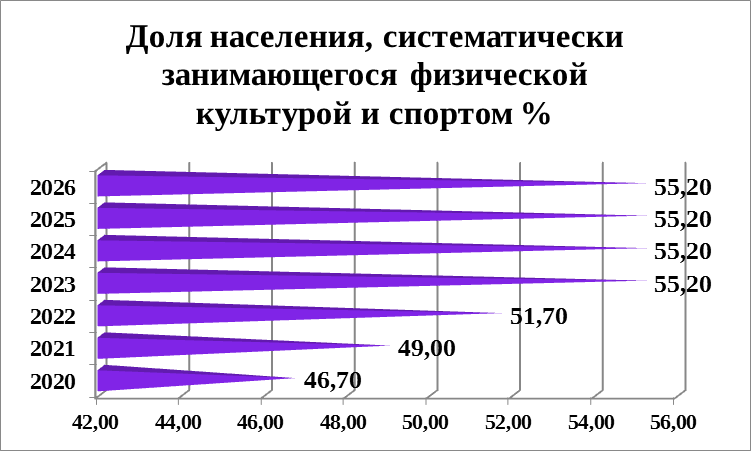 Доля населения, систематически
занимающегося физической
культурой и спортом %
2026 55,20
2025 55,20
2024 55,20
2023 55,20
2022 51,70
2021 49,00
2020 46,70
42,00 44,00 46,00 48,00 50,00 52,00 54,00 56,00